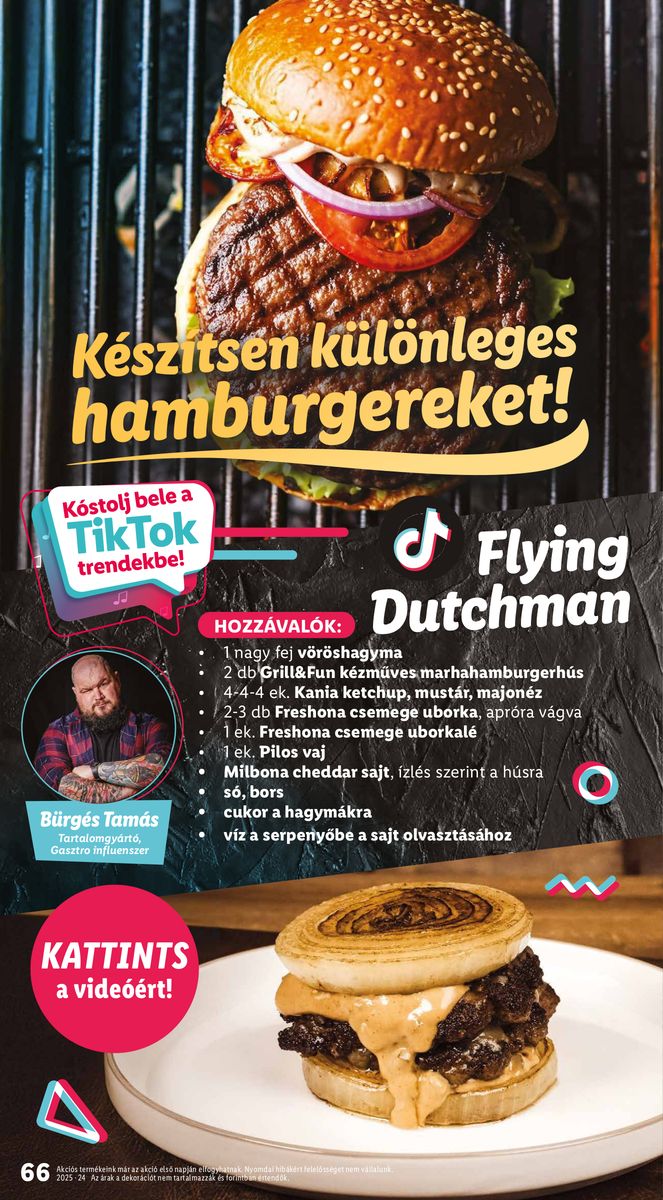 Készítsen különleges
hamburgereket!
Kóstolj bele a
TikTok
trendekbe!
Flying
Dutchman
HOZZÁVALÓK:
• 1 nagy fej vöröshagyma
• 2 db Grill&Fun kézműves marhahamburgerhús
• 4-4-4 ek. Kania ketchup, mustár, majonéz
• 2-3 db Freshona csemege uborka, apróra vágva
• 1 ek. Freshona csemege uborkalé
• 1 ek. Pilos vaj
• Milbona cheddar sajt, ízlés szerint a húsra
• só, bors
• cukor a hagymákra
• víz a serpenyőbe a sajt olvasztásához
Bürgés Tamás
Tartalomgyártó,
Gasztro influenszer
KATTINTS
a videóért!
66
Akciós termékeink már az akció első napján elfogyhatnak. Nyomdai hibákért felelősséget nem vállalunk.
2025 · 24 Az árak a dekorációt nem tartalmazzák és forintban értendők.